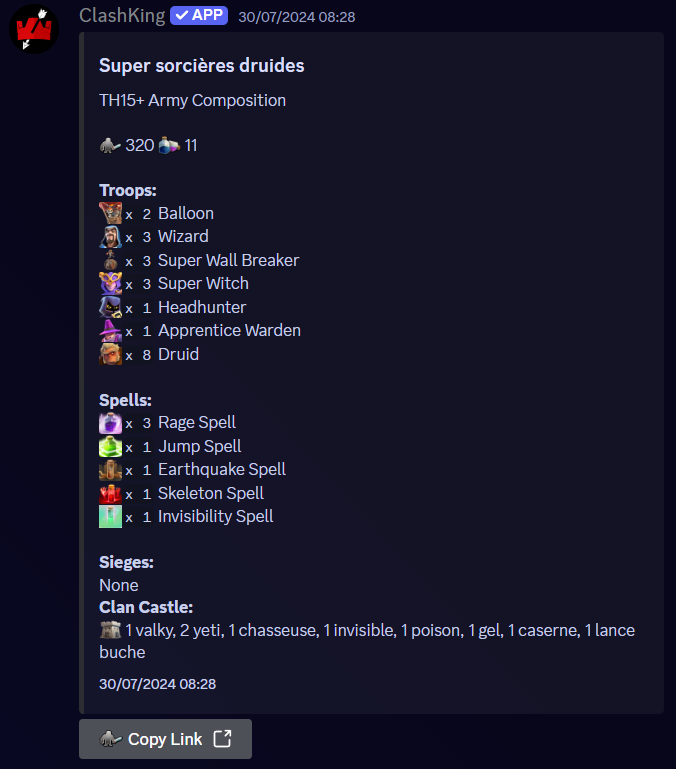 ClashKing ✓ APP 30/07/2024 08:28
Super sorcières druides
TH15+ Army Composition
320 11
Troops:
x 2 Balloon
x 3 Wizard
x 3 Super Wall Breaker
x 3 Super Witch
x 1 Headhunter
x 1 Apprentice Warden
x 8 Druid
Spells:
x 3 Rage Spell
x 1 Jump Spell
x 1 Earthquake Spell
x 1 Skeleton Spell
x 1 Invisibility Spell
Sieges:
None
Clan Castle:
1 valky, 2 yeti, 1 chasseuse, 1 invisible, 1 poison, 1 gel, 1 caserne, 1 lance
buche
30/07/2024 08:28
Copy Link